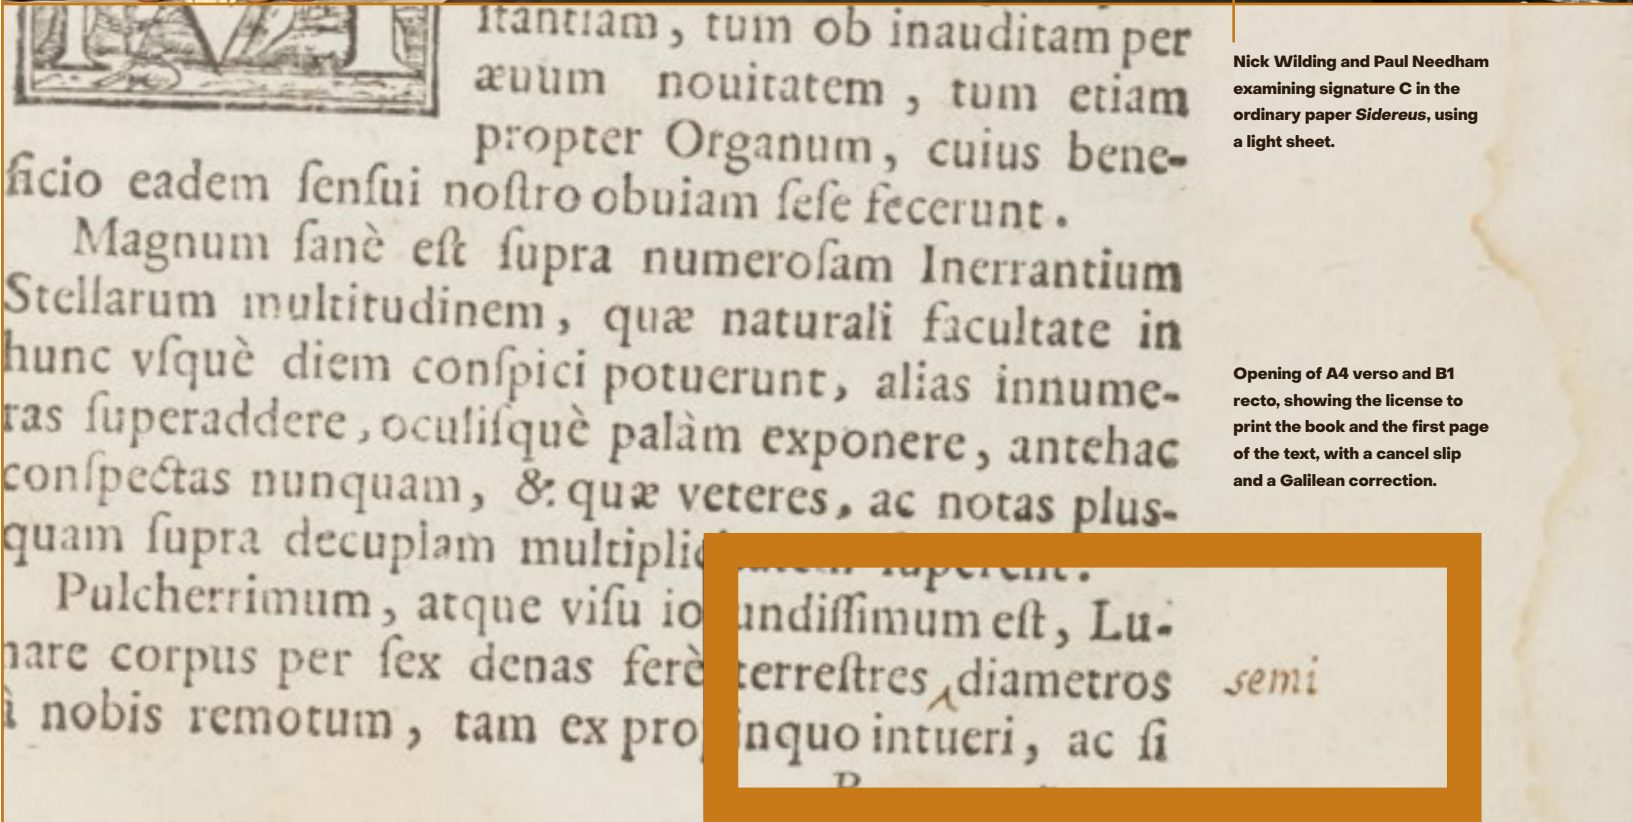 ſtantiam, tum ob inauditam per
æuum nouitatem, tum etiam
propter Organum, cuius bene-
ficio eadem ſenſui noſtro obuiam ſeſe fecerunt.
Magnum ſanè eſt ſupra numeroſam Inerrantium
Stellarum multitudinem, quæ naturali facultate in
hunc vſquè diem conſpici potuerunt, alias innume-
ras ſuperaddere, oculiſquè palàm exponere, antehac
conſpectas nunquam, & quæ veteres, ac notas plus-
quam ſupra decuplam multiplic
Pulcherrimum, atque viſu io undiſſimum eſt, Lu-
nare corpus per ſex denas ferè terreſtres ‸diametros semi
à nobis remotum, tam ex pro inquo intueri, ac ſi
Nick Wilding and Paul Needham
examining signature C in the
ordinary paper Sidereus, using
a light sheet.
Opening of A4 verso and B1
recto, showing the license to
print the book and the first page
of the text, with a cancel slip
and a Galilean correction.